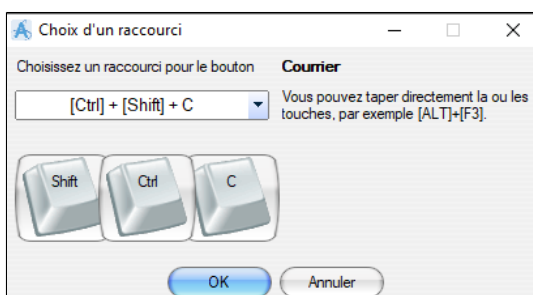 Choix d'un raccourci
Choisissez un raccourci pour le bouton
Courrier
[Ctrl] + [Shift] + C
Vous pouvez taper directement la ou les
touches, par exemple [ALT]+[F3].
Shift
Ctrl
C
OK
Annuler